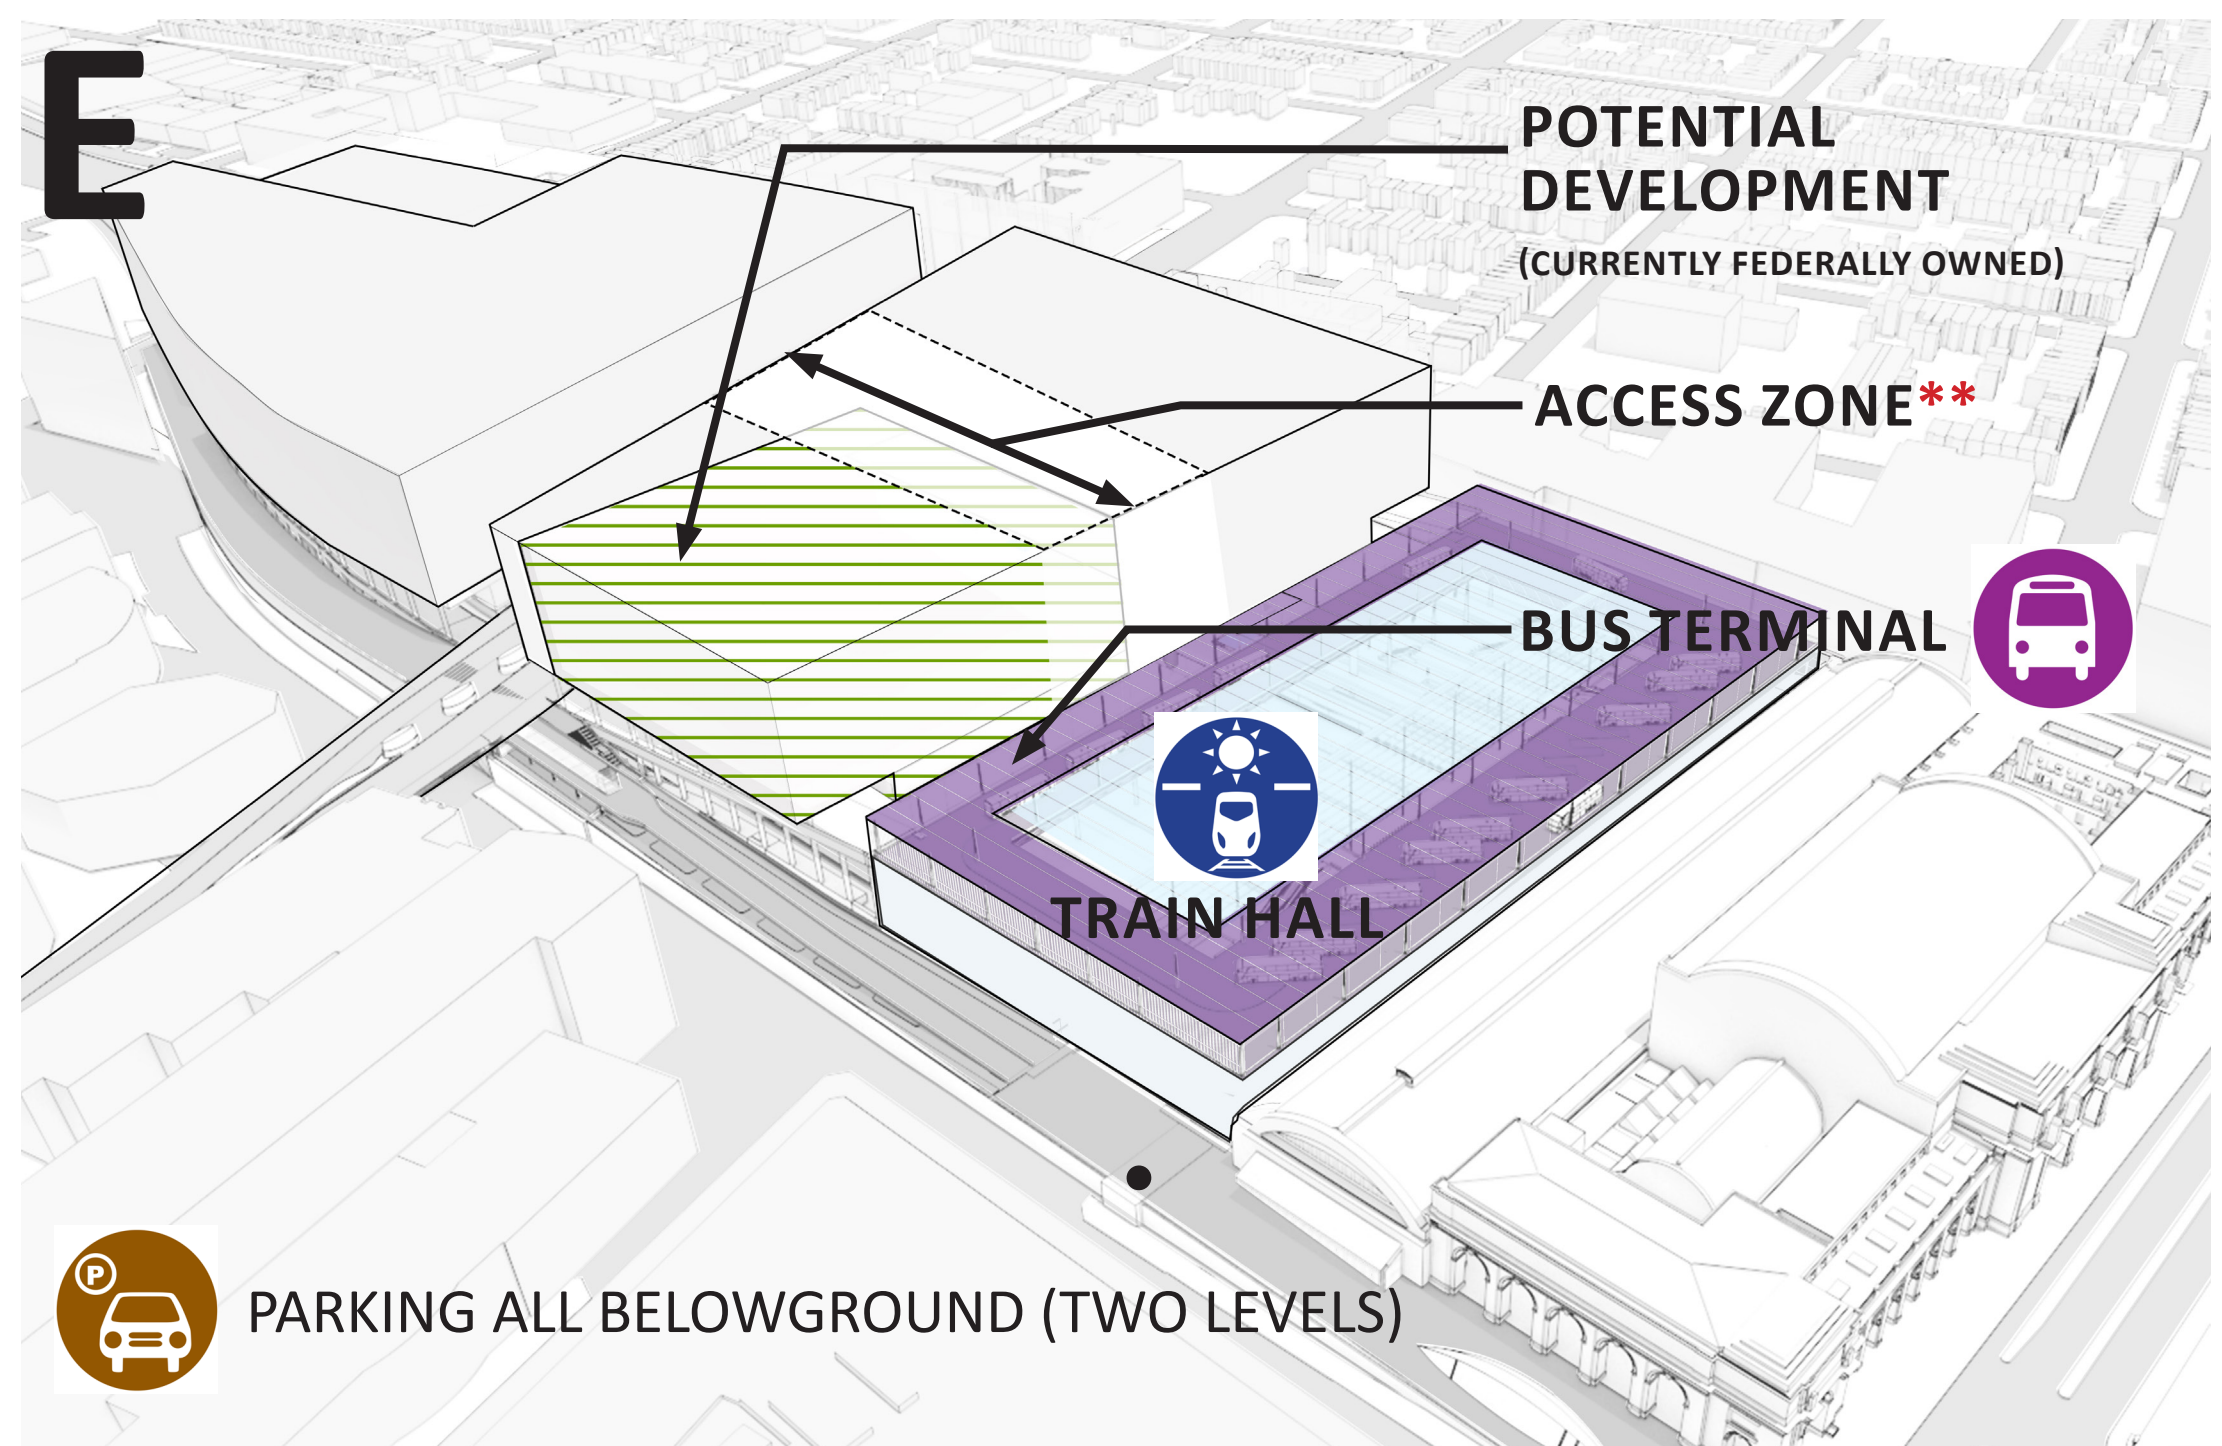 E
POTENTIAL
DEVELOPMENT
(CURRENTLY FEDERALLY OWNED)
ACCESS ZONE**
BUS TERMINAL
TRAIN HALL
P
PARKING ALL BELOWGROUND (TWO LEVELS)